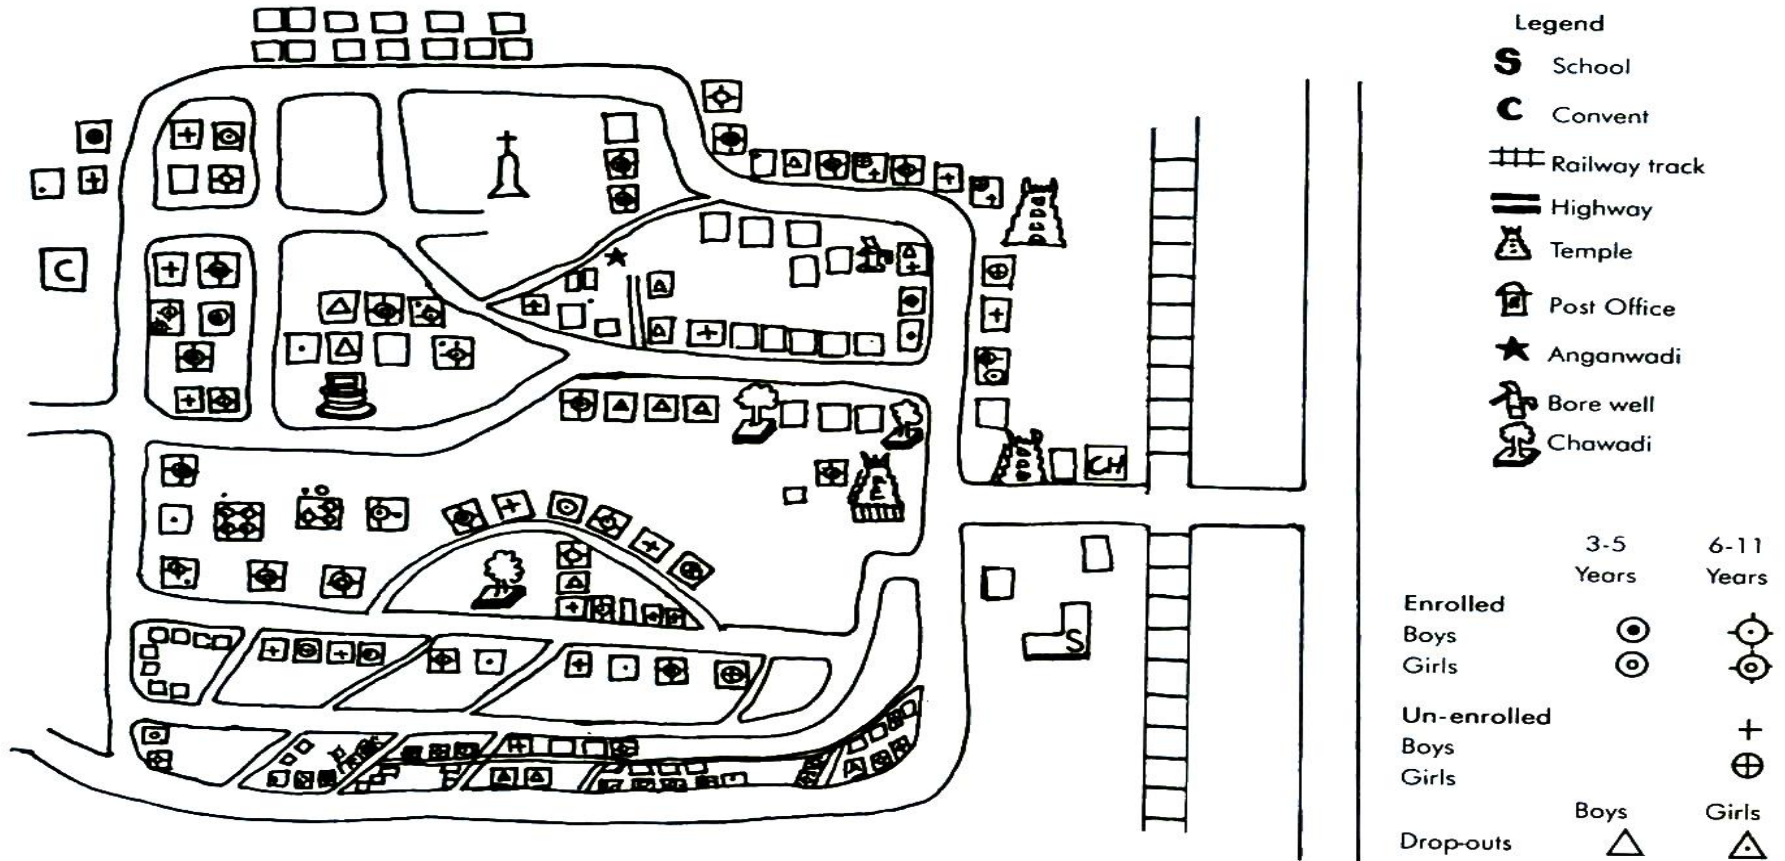 Legend
S School
C Convent
Railway track
Highway
Temple
Post Office
Anganwadi
Bore well
Chawadi
C
CH
S
3-5 Years
6-11 Years
Enrolled
Boys
Girls
Un-enrolled
Boys
Girls
Boys Girls
Drop-outs